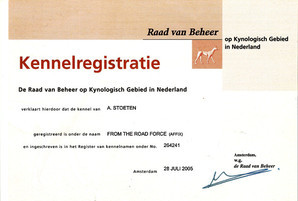 Raad van Beheer
op Kynologisch Gebied
in Nederland
Kennelregistratie
De Raad van Beheer op Kynologisch Gebied in Nederland
verklaart hierdoor dat de kennel van A. STOETEN
geregistreerd is onder de naam FROM THE ROAD FORCE (AFFIX)
en ingeschreven is in het Register van kennelnamen onder No. 264241
Amsterdam 28 JULI 2005
Amsterdam,
w.g.
de Raad van Beheer